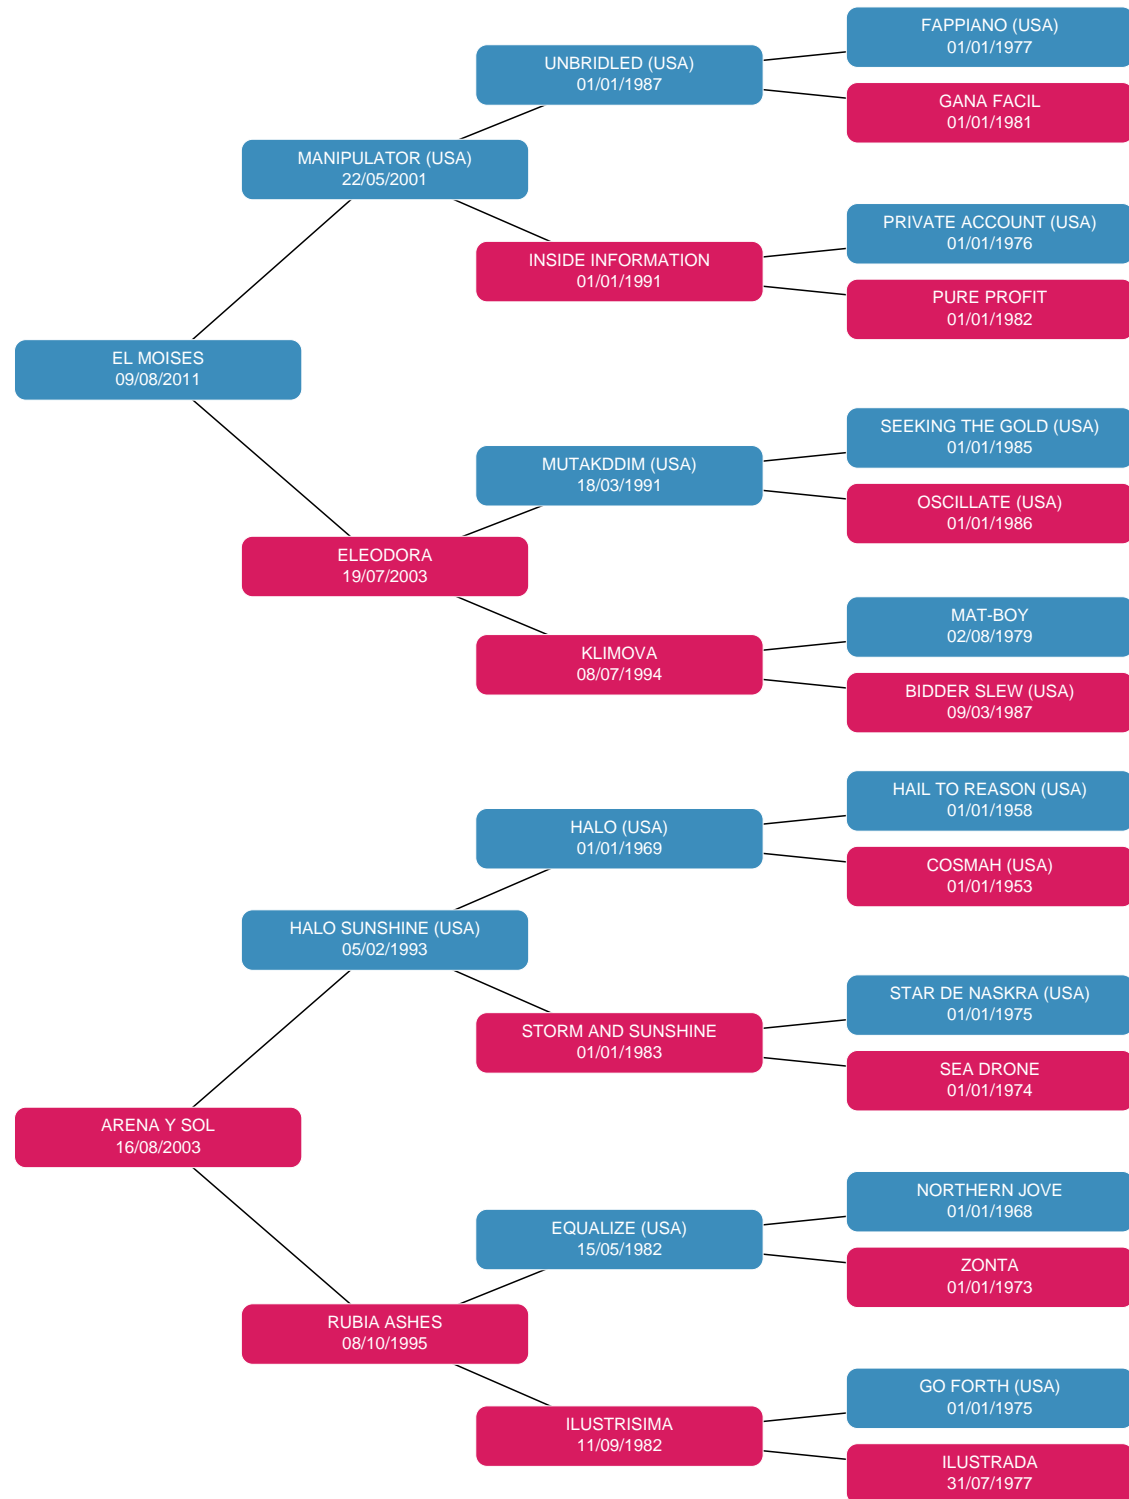 FAPPIANO (USA)
01/01/1977
UNBRIDLED (USA)
01/01/1987
GANA FACIL
01/01/1981
MANIPULATOR (USA)
22/05/2001
PRIVATE ACCOUNT (USA)
01/01/1976
INSIDE INFORMATION
01/01/1991
PURE PROFIT
01/01/1982
EL MOISES
09/08/2011
SEEKING THE GOLD (USA)
01/01/1985
MUTAKDDIM (USA)
18/03/1991
OSCILLATE (USA)
01/01/1986
ELEODORA
19/07/2003
MAT-BOY
02/08/1979
KLIMOVA
08/07/1994
BIDDER SLEW (USA)
09/03/1987
HAIL TO REASON (USA)
01/01/1958
HALO (USA)
01/01/1969
COSMAH (USA)
01/01/1953
HALO SUNSHINE (USA)
05/02/1993
STAR DE NASKRA (USA)
01/01/1975
STORM AND SUNSHINE
01/01/1983
SEA DRONE
01/01/1974
ARENA Y SOL
16/08/2003
NORTHERN JOVE
01/01/1968
EQUALIZE (USA)
15/05/1982
ZONTA
01/01/1973
RUBIA ASHES
08/10/1995
GO FORTH (USA)
01/01/1975
ILUSTRISIMA
11/09/1982
ILUSTRADA
31/07/1977